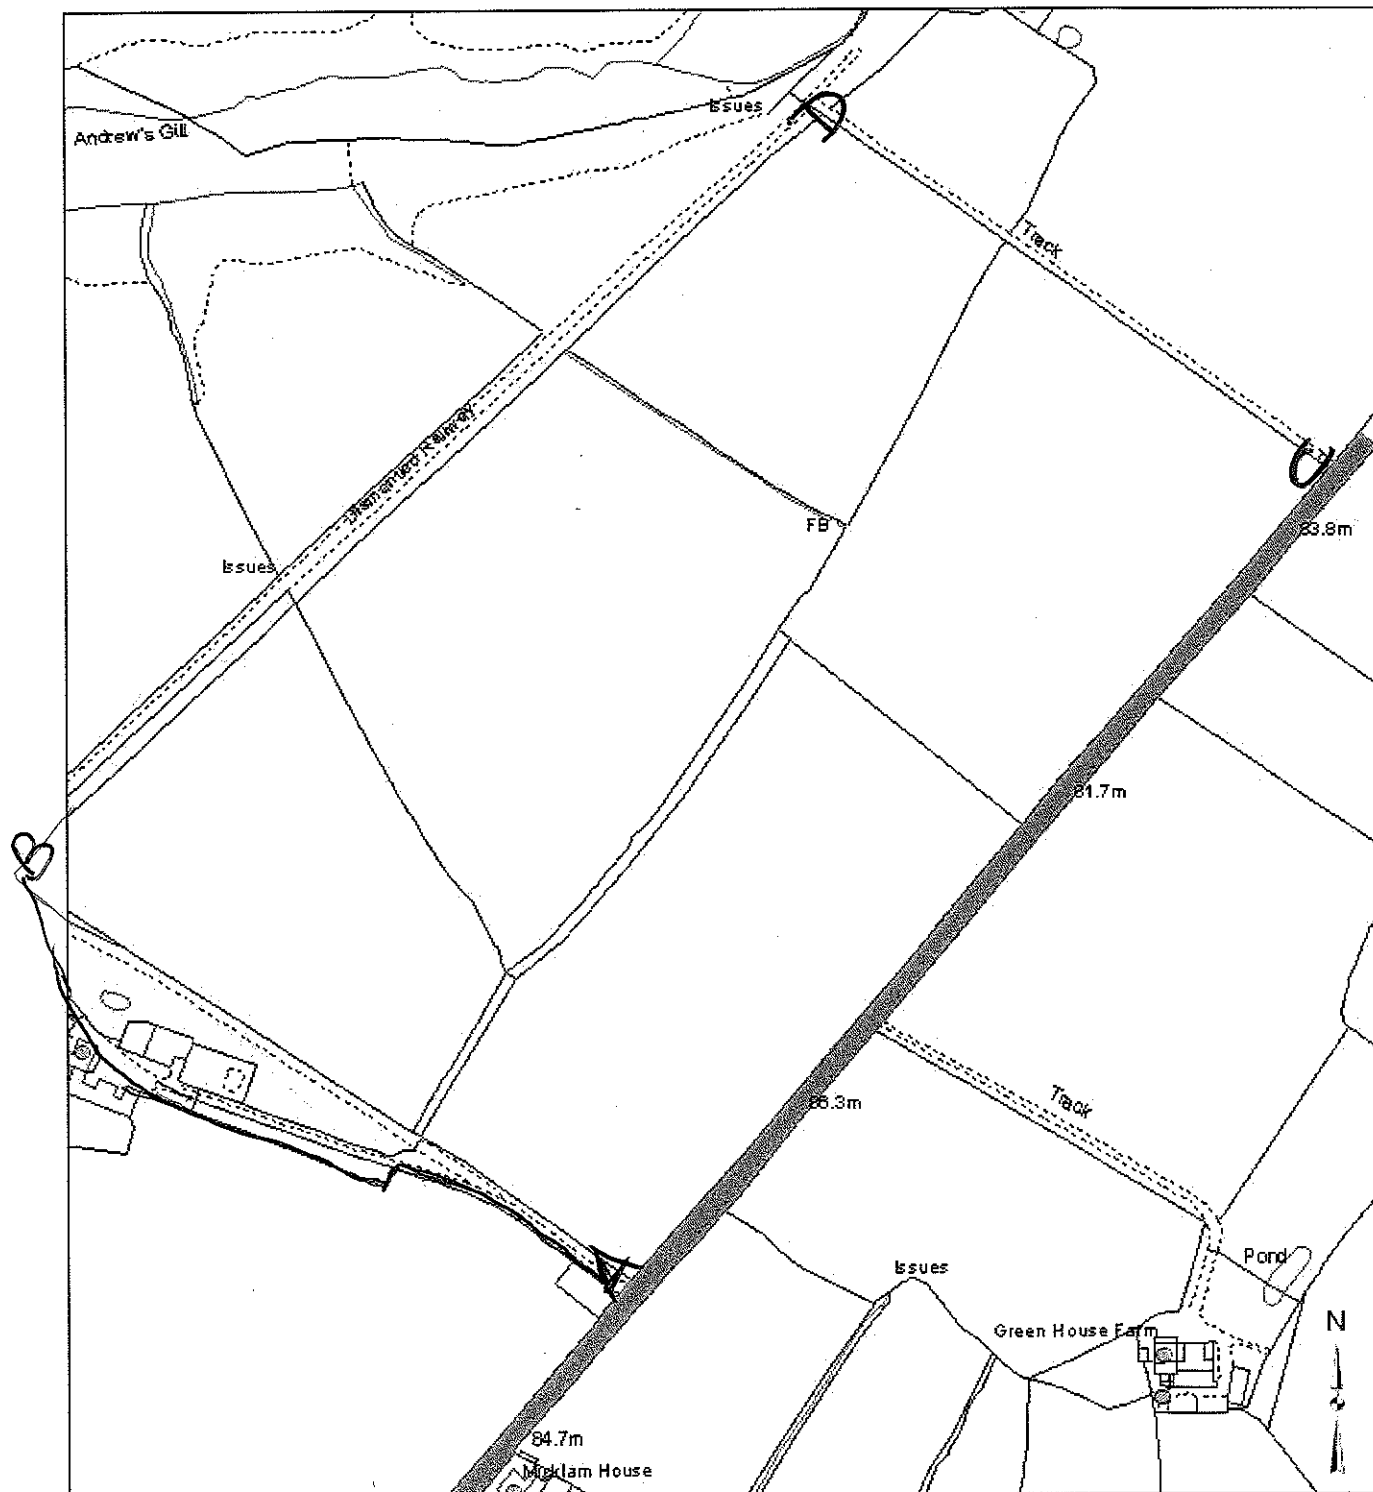 Issues
D
Andrew's Gill
Track
C
Dismantled Railway
FB
83.8m
Issues
81.7m
B
86.3m
Track
A
Issues
Pond
Green House Farm
N
84.7m
Micklam House